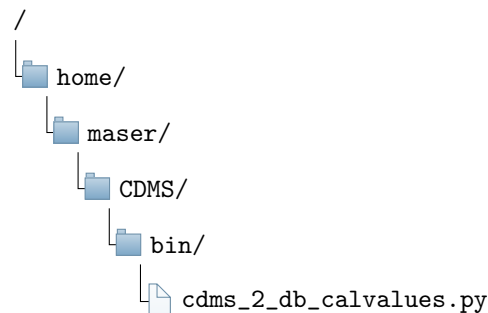 /
home/
maser/
CDMS/
bin/
cdms_2_db_calvalues.py